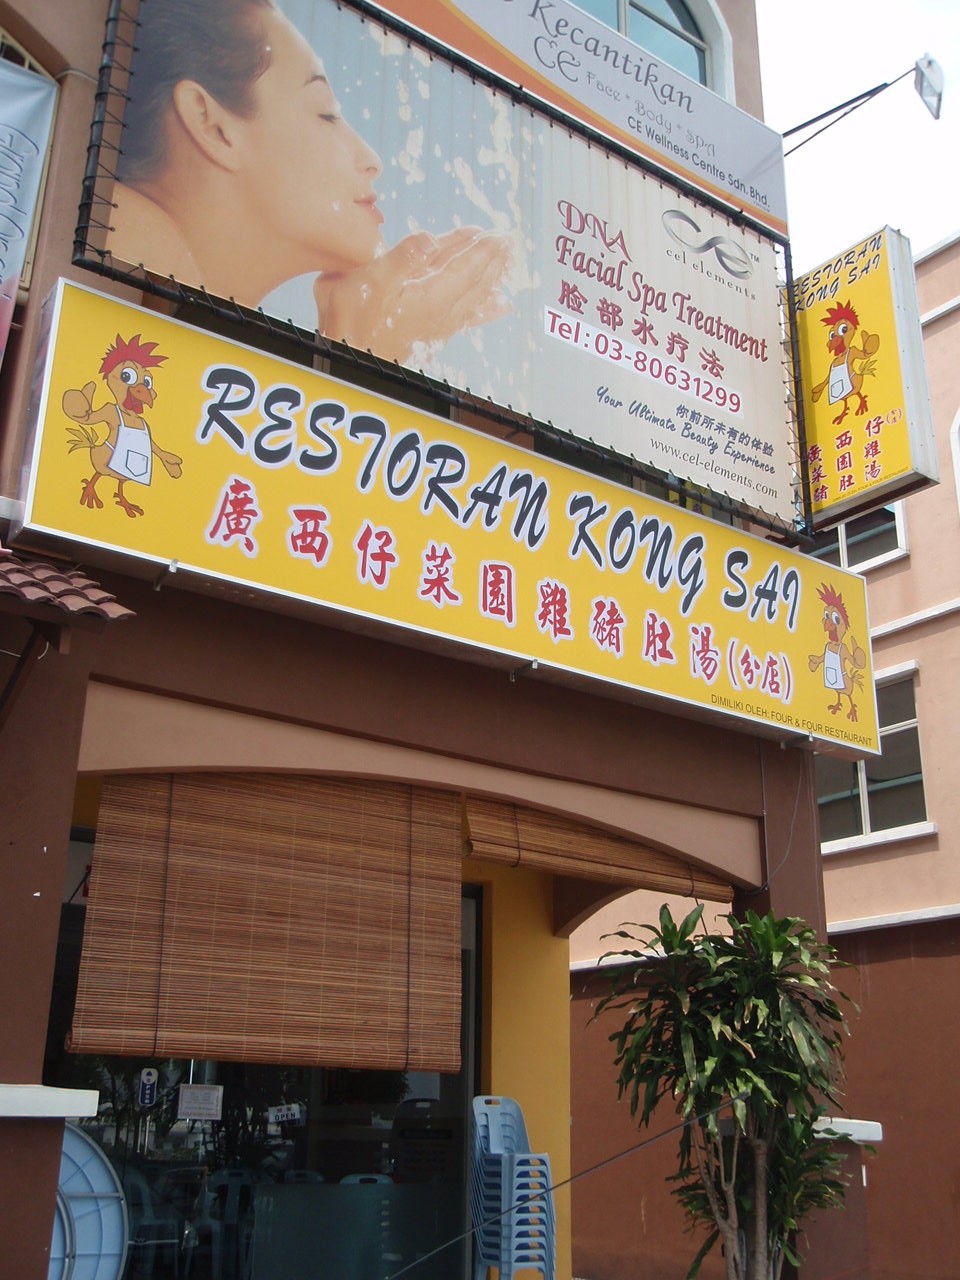 Kecantikan
CE Face * Body * SPA
CE Wellness Centre Sdn. Bhd.
DNA
Facial Spa Treatment
脸部水疗法
Tel:03-80631299
你前所未有的体验
Your Ultimate Beauty Experience
www.cel-elements.com
ce™
cel elements
RESTORAN KONG SAI
廣西仔菜園雞豬肚湯(分店)
DIMILIKI OLEH: FOUR & FOUR RESTAURANT
RESTORAN
KONG SAI
廣西仔
菜園雞
豬肚湯
OPEN